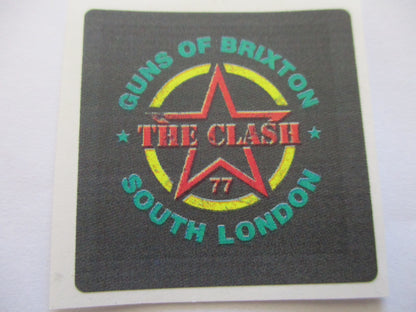 GUNS OF BRIXTON
THE CLASH
77
SOUTH LONDON